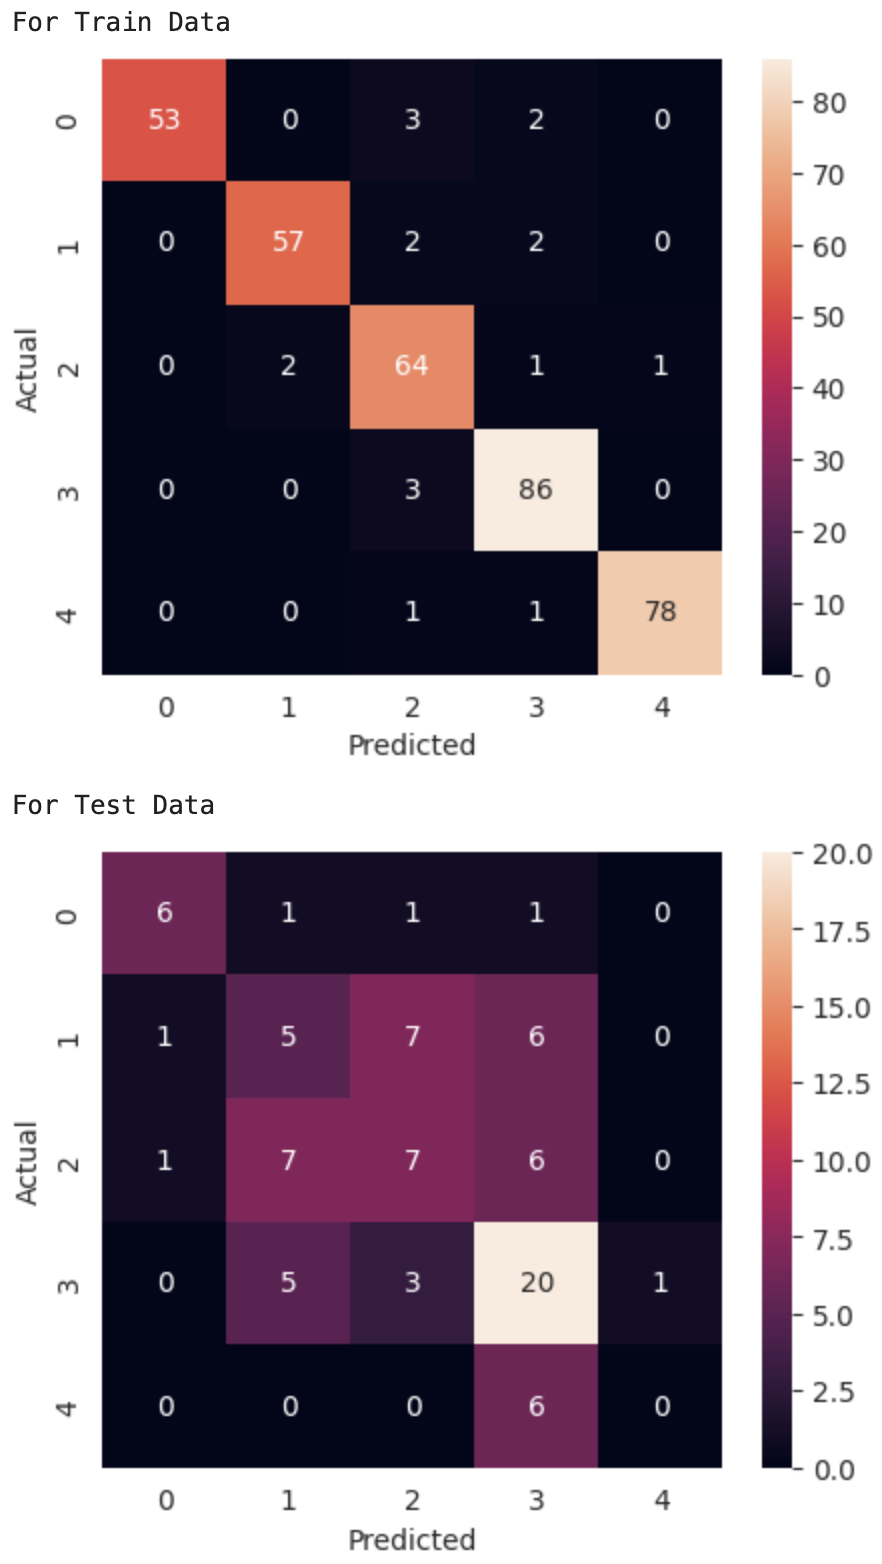 For Train Data
0 53 0 3 2 0
1 0 57 2 2 0
2 0 2 64 1 1
3 0 0 3 86 0
4 0 0 1 1 78
Actual
0 1 2 3 4
Predicted
80
70
60
50
40
30
20
10
0
For Test Data
0 6 1 1 1 0
1 1 5 7 6 0
2 1 7 7 6 0
3 0 5 3 20 1
4 0 0 0 6 0
Actual
0 1 2 3 4
Predicted
20.0
17.5
15.0
12.5
10.0
7.5
5.0
2.5
0.0